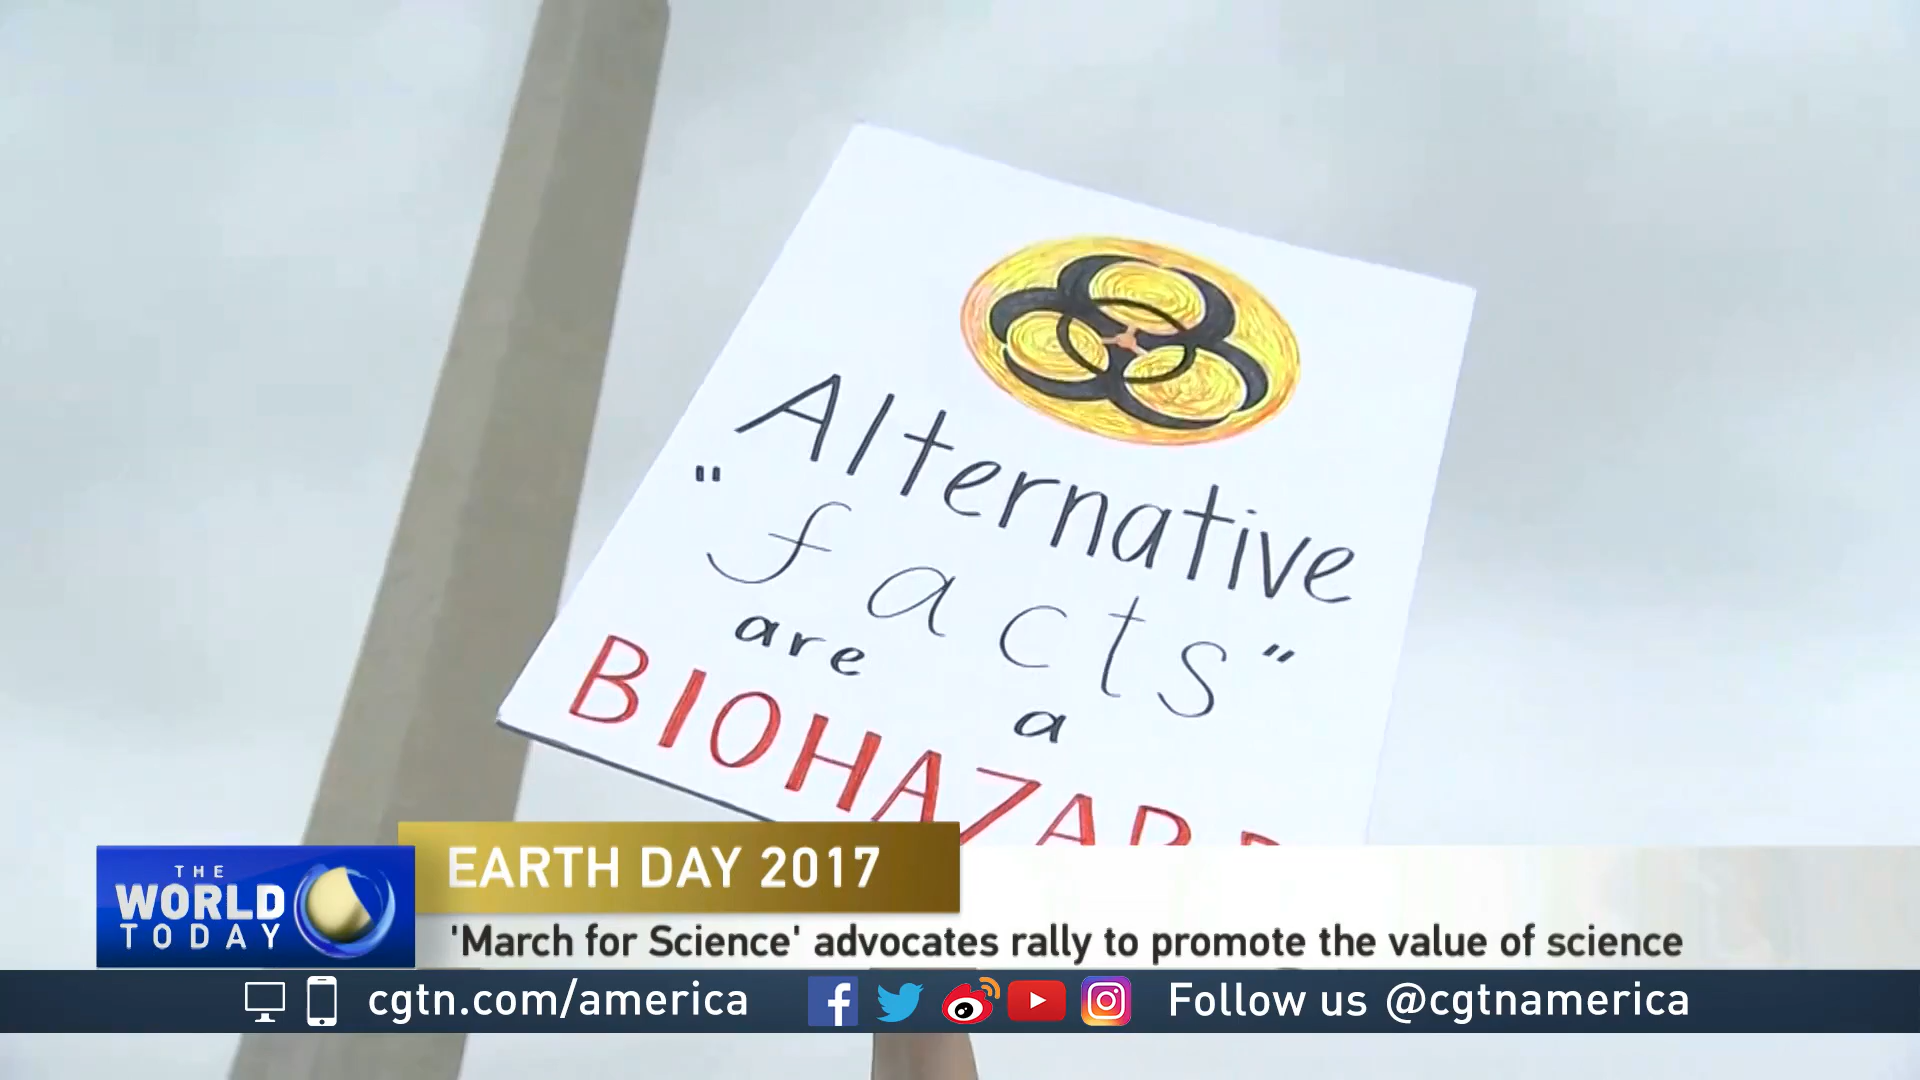 Alternative
"facts"
are a
BIOHAZARD
EARTH DAY 2017
THE
WORLD
TODAY
'March for Science' advocates rally to promote the value of science
cgtn.com/america
Follow us @cgtnamerica